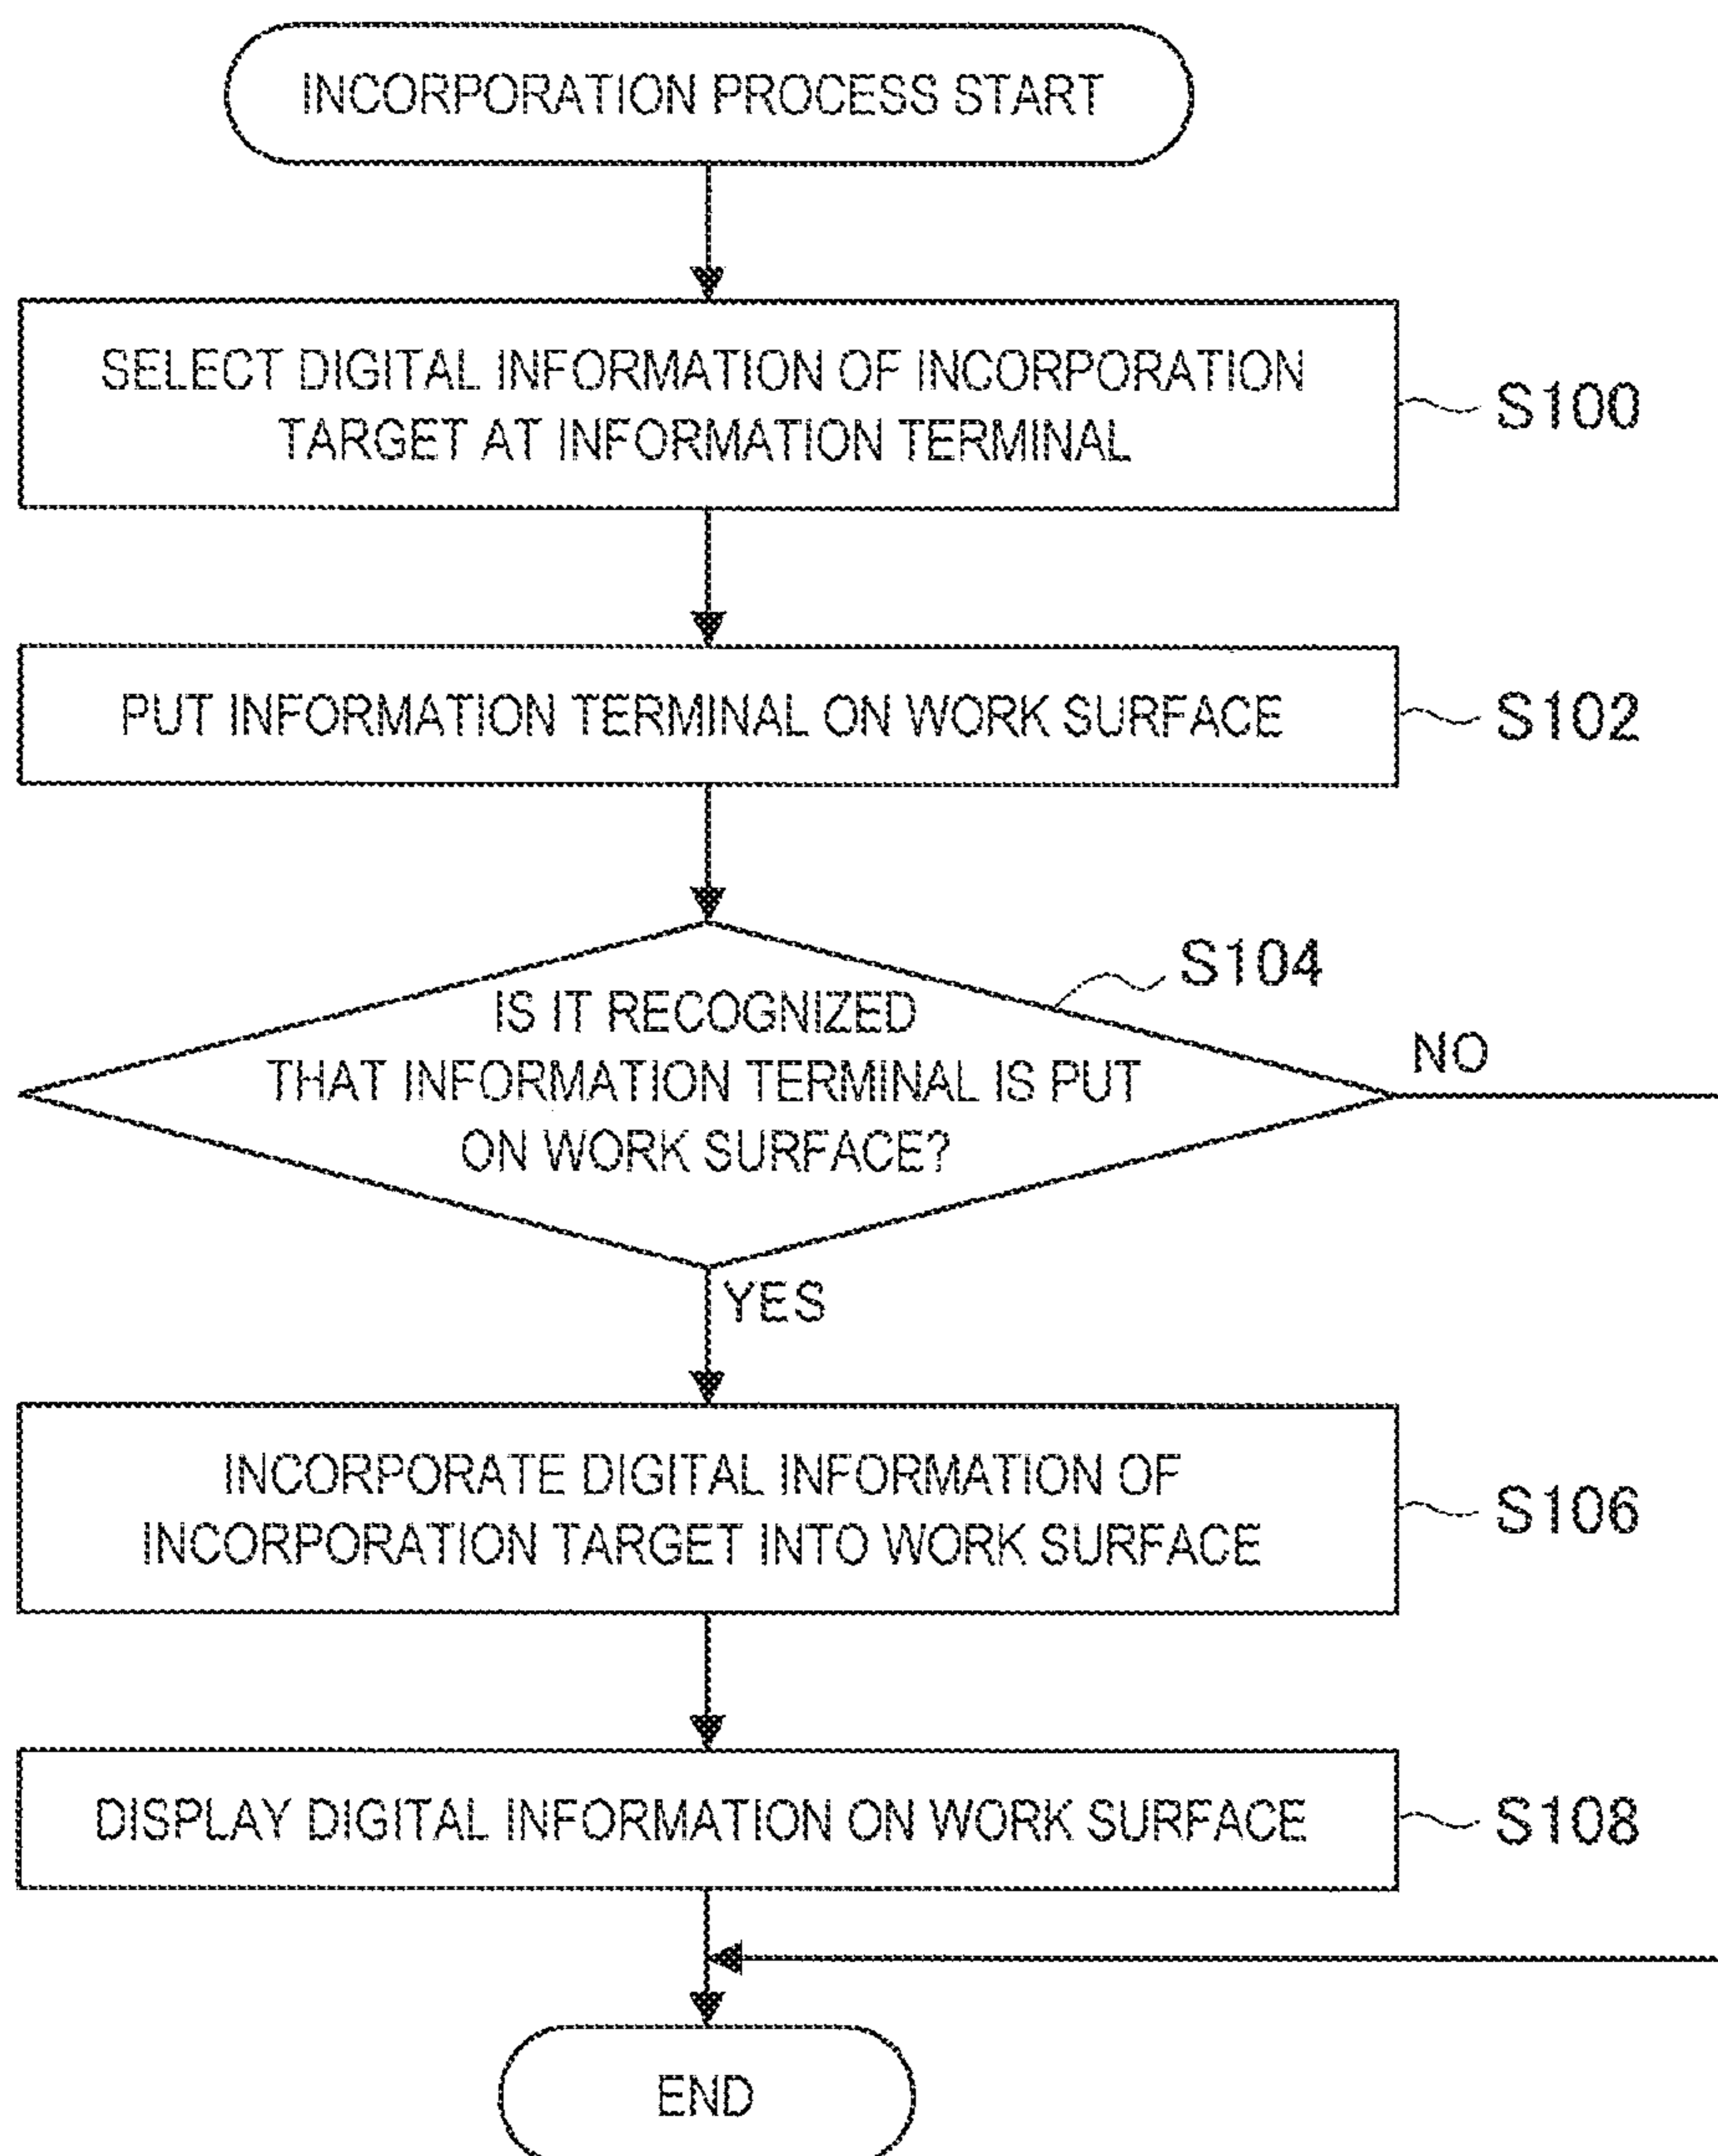 INCORPORATION PROCESS START
SELECT DIGITAL INFORMATION OF INCORPORATION
TARGET AT INFORMATION TERMINAL
S100
PUT INFORMATION TERMINAL ON WORK SURFACE
S102
S104
IS IT RECOGNIZED
THAT INFORMATION TERMINAL IS PUT
ON WORK SURFACE?
NO
YES
INCORPORATE DIGITAL INFORMATION OF
INCORPORATION TARGET INTO WORK SURFACE
S106
DISPLAY DIGITAL INFORMATION ON WORK SURFACE
S108
END